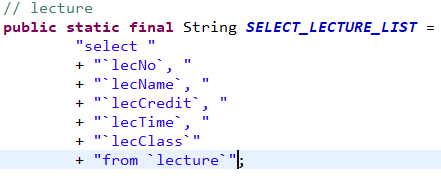 // lecture
public static final String SELECT_LECTURE_LIST =
"select "
+ "`lecNo`, "
+ "`lecName`, "
+ "`lecCredit`, "
+ "`lecTime`, "
+ "`lecClass`"
+ "from `lecture`";